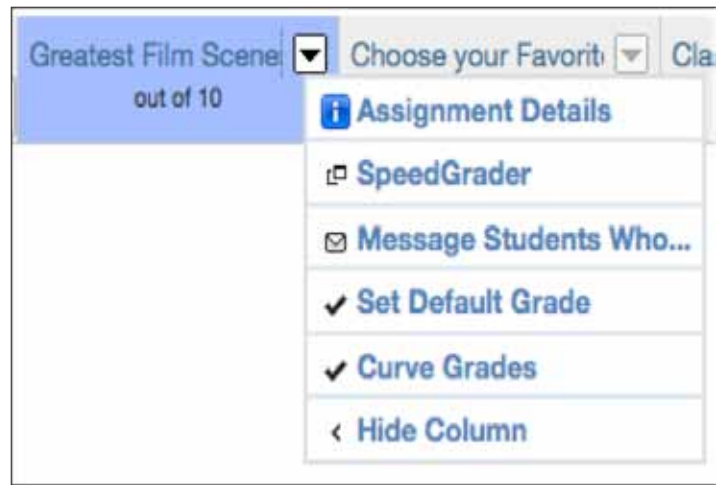 Greatest Film Scene
Choose your Favorit
Cla
out of 10
Assignment Details
SpeedGrader
Message Students Who...
Set Default Grade
Curve Grades
Hide Column